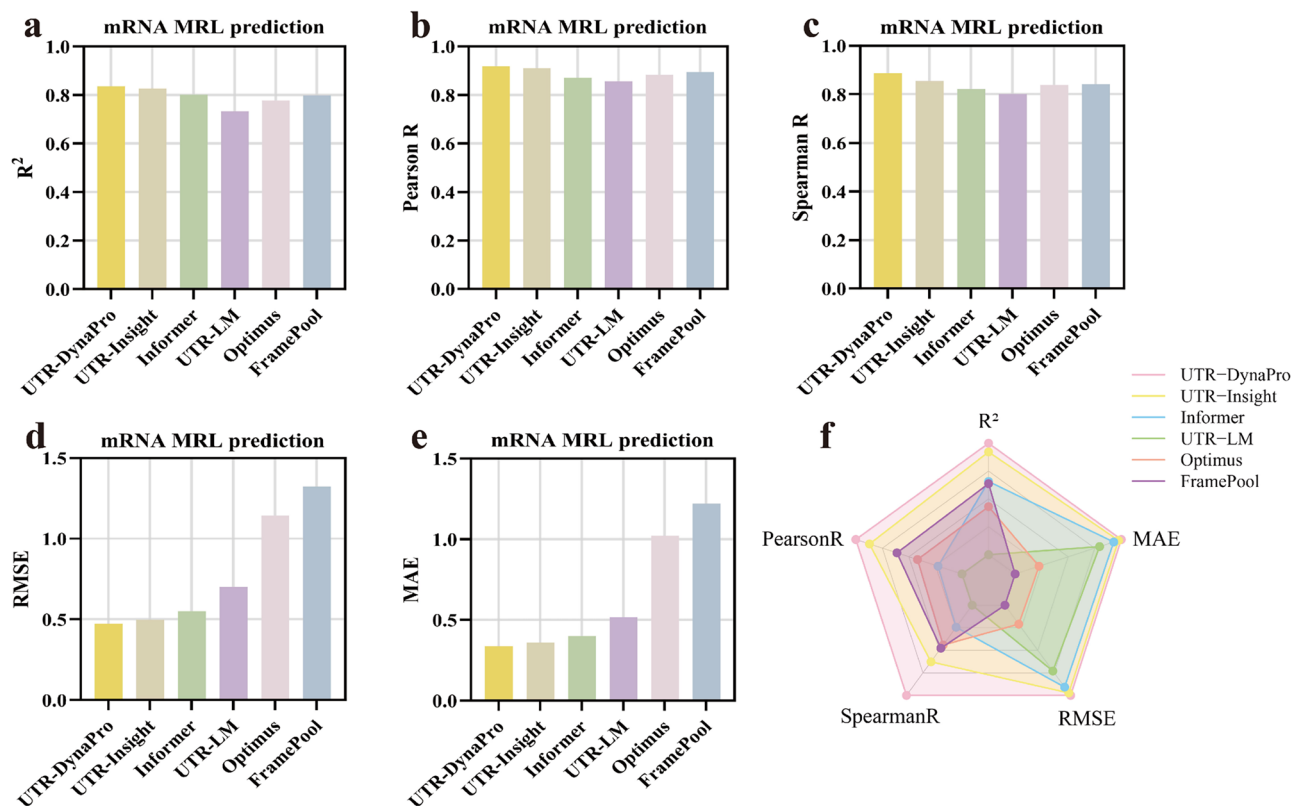 a
mRNA MRL prediction
R²
1.0
0.8
0.6
0.4
0.2
0.0
UTR-DynaPro
UTR-Insight
Informer
UTR-LM
Optimus
FramePool
b
mRNA MRL prediction
Pearson R
1.0
0.8
0.6
0.4
0.2
0.0
UTR-DynaPro
UTR-Insight
Informer
UTR-LM
Optimus
FramePool
c
mRNA MRL prediction
Spearman R
1.0
0.8
0.6
0.4
0.2
0.0
UTR-DynaPro
UTR-Insight
Informer
UTR-LM
Optimus
FramePool
d
mRNA MRL prediction
RMSE
1.5
1.0
0.5
0.0
UTR-DynaPro
UTR-Insight
Informer
UTR-LM
Optimus
FramePool
e
mRNA MRL prediction
MAE
1.5
1.0
0.5
0.0
UTR-DynaPro
UTR-Insight
Informer
UTR-LM
Optimus
FramePool
f
UTR−DynaPro
UTR−Insight
Informer
UTR−LM
Optimus
FramePool
R²
PearsonR
MAE
SpearmanR
RMSE